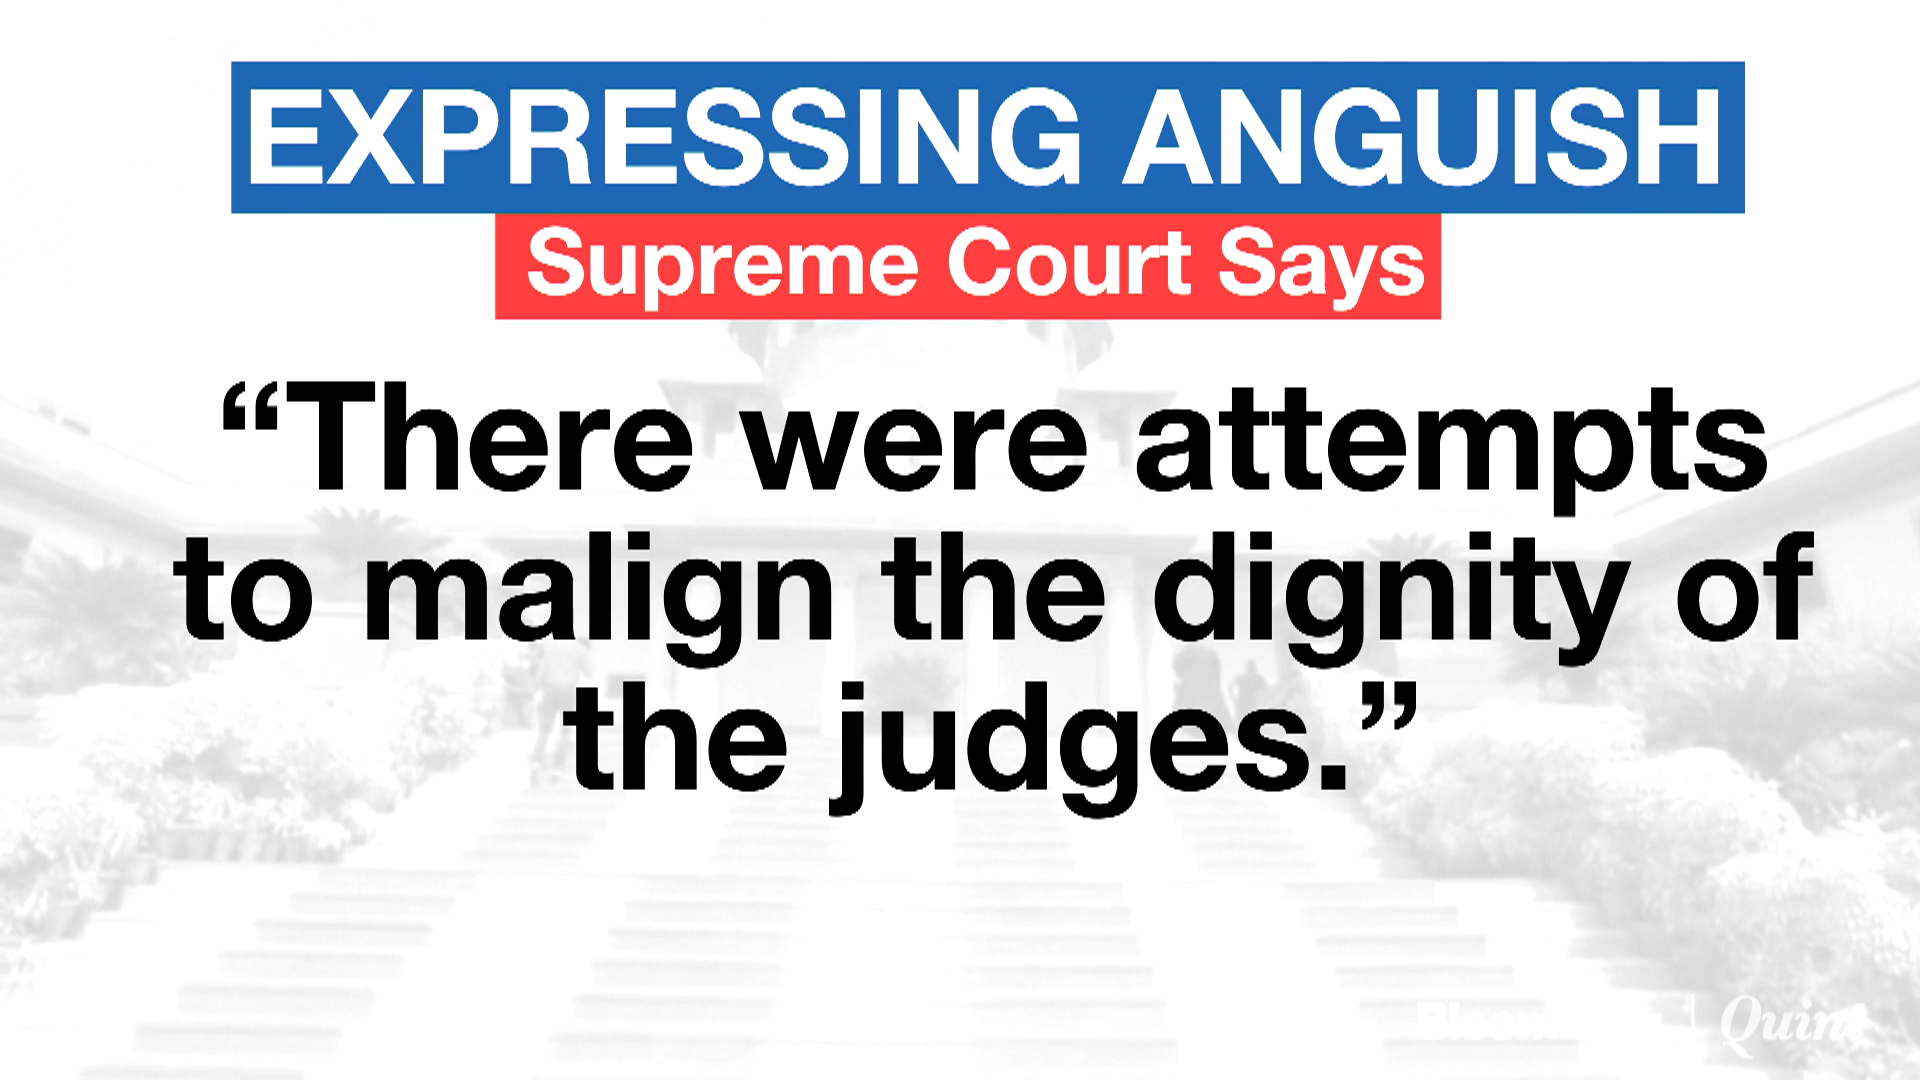 EXPRESSING ANGUISH
Supreme Court Says
“There were attempts
to malign the dignity of
the judges.”